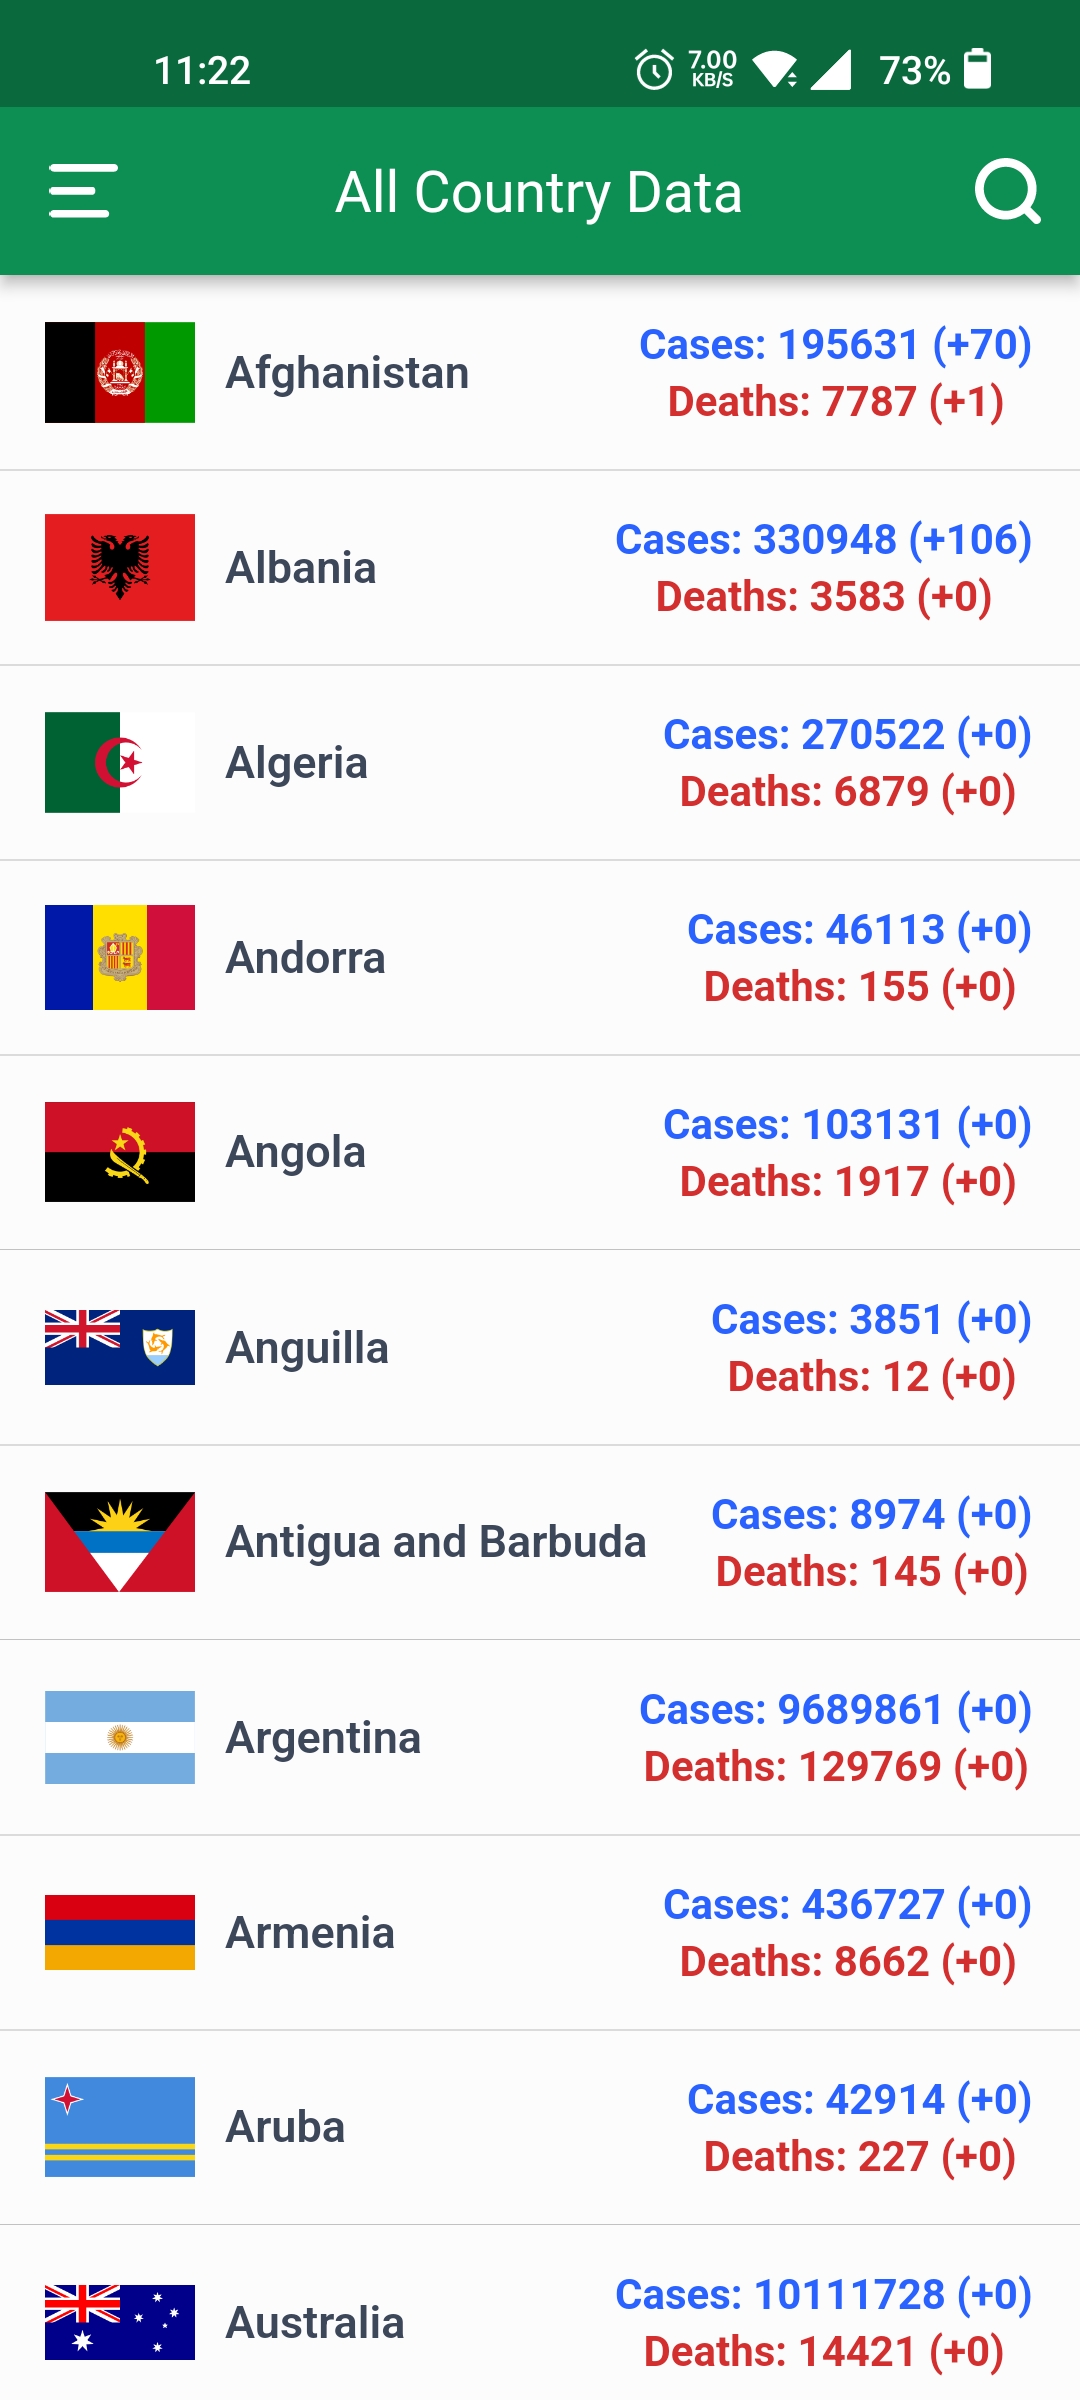 11:22
7.00
KB/S
73%
All Country Data
Afghanistan
Cases: 195631 (+70)
Deaths: 7787 (+1)
Albania
Cases: 330948 (+106)
Deaths: 3583 (+0)
Algeria
Cases: 270522 (+0)
Deaths: 6879 (+0)
Andorra
Cases: 46113 (+0)
Deaths: 155 (+0)
Angola
Cases: 103131 (+0)
Deaths: 1917 (+0)
Anguilla
Cases: 3851 (+0)
Deaths: 12 (+0)
Antigua and Barbuda
Cases: 8974 (+0)
Deaths: 145 (+0)
Argentina
Cases: 9689861 (+0)
Deaths: 129769 (+0)
Armenia
Cases: 436727 (+0)
Deaths: 8662 (+0)
Aruba
Cases: 42914 (+0)
Deaths: 227 (+0)
Australia
Cases: 10111728 (+0)
Deaths: 14421 (+0)